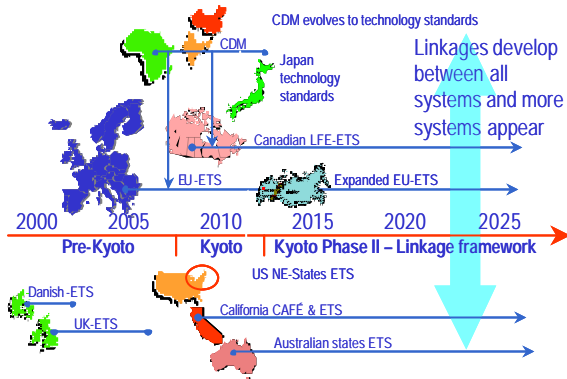 CDM evolves to technology standards
CDM
Japan
technology
standards
Linkages develop
between all
systems and more
systems appear
Canadian LFE-ETS
EU-ETS
Expanded EU-ETS
2000 2005 2010 2015 2020 2025
Pre-Kyoto Kyoto Kyoto Phase II – Linkage framework
US NE-States ETS
Danish -ETS
California CAFÉ & ETS
UK-ETS
Australian states ETS